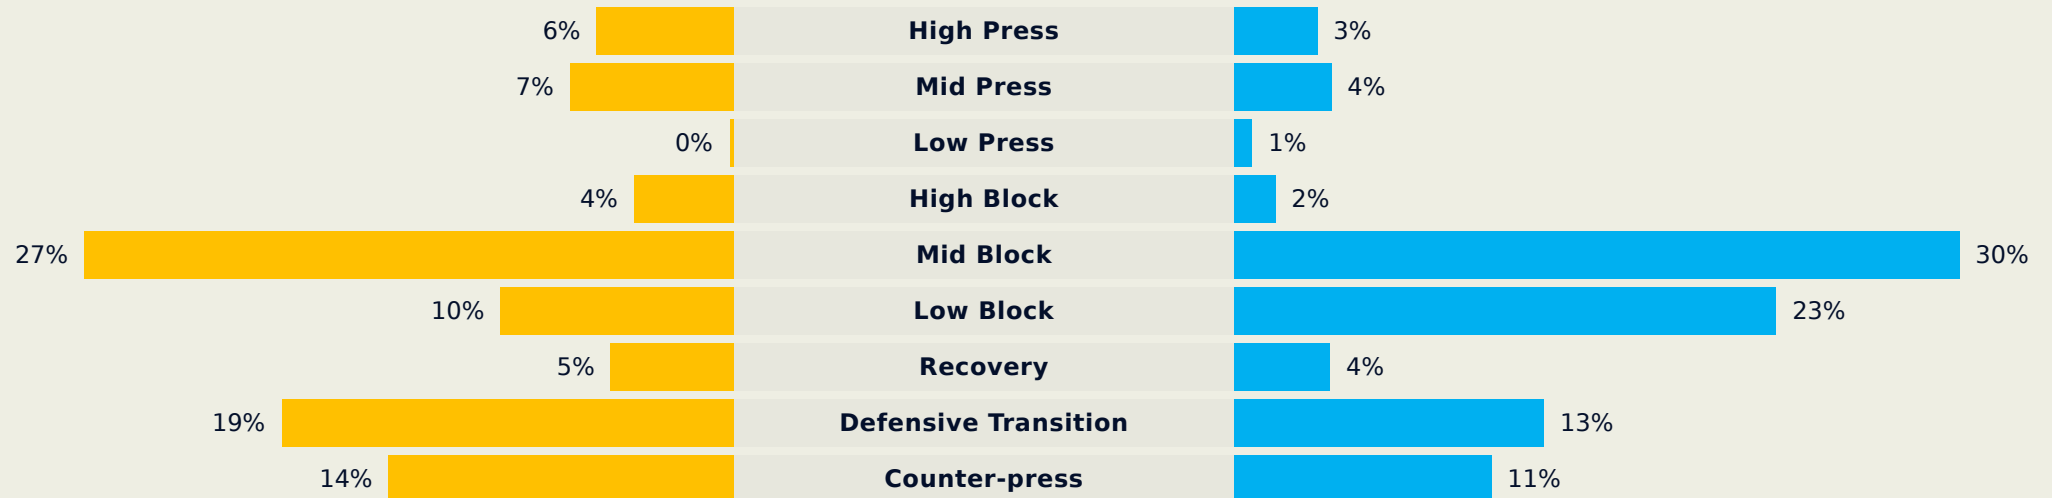 6% High Press 3%
7% Mid Press 4%
0% Low Press 1%
4% High Block 2%
27% Mid Block 30%
10% Low Block 23%
5% Recovery 4%
19% Defensive Transition 13%
14% Counter-press 11%